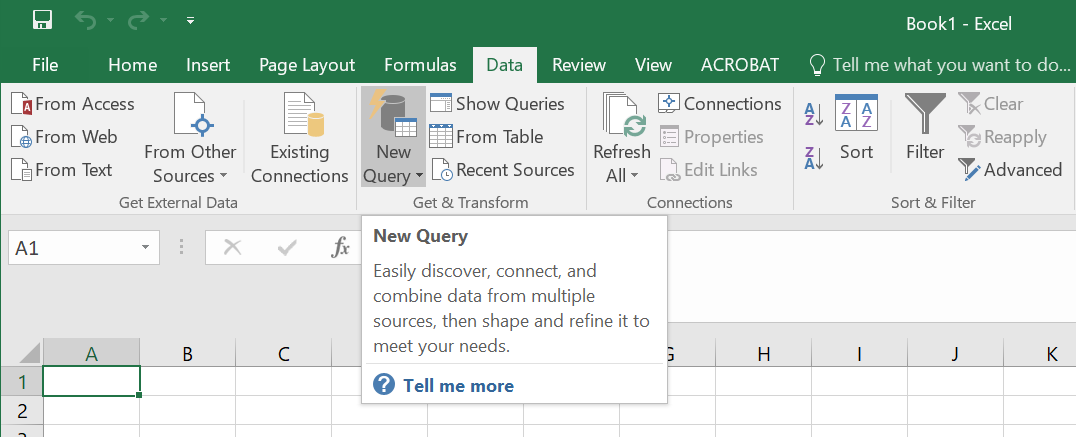 Book1 - Excel
File Home Insert Page Layout Formulas Data Review View ACROBAT Tell me what you want to do...
From Access
From Web
From Text
From Other
Sources
Existing
Connections
Get External Data
New
Query
Show Queries
From Table
Recent Sources
Get & Transform
Refresh
All
Connections
Properties
Edit Links
Connections
A
Z
Z
A
Z A
A Z
Sort
Filter
Clear
Reapply
Advanced
Sort & Filter
A1
fx
New Query
Easily discover, connect, and
combine data from multiple
sources, then shape and refine it to
meet your needs.
Tell me more
A B C H I J K
1
2